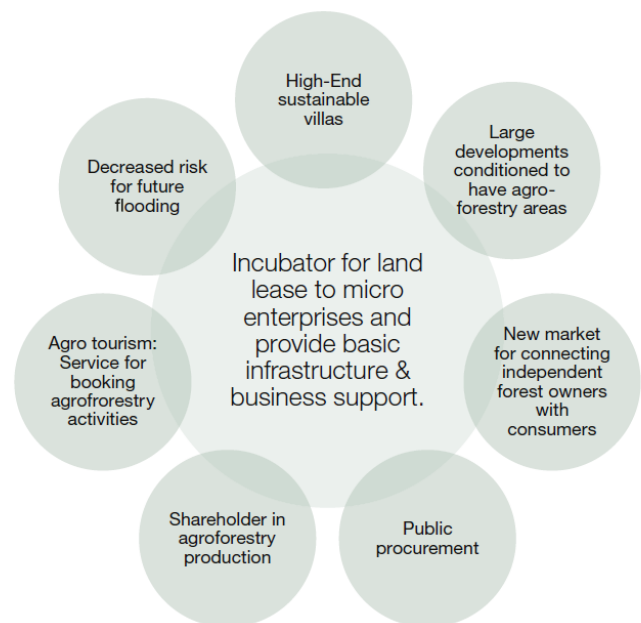 High-End
sustainable
villas
Large
developments
conditioned to
have agro-
forestry areas
Decreased risk
for future
flooding
Incubator for land
lease to micro
enterprises and
provide basic
infrastructure &
business support.
New market
for connecting
independent
forest owners
with
consumers
Agro tourism:
Service for
booking
agrofrorestry
activities
Shareholder in
agroforestry
production
Public
procurement